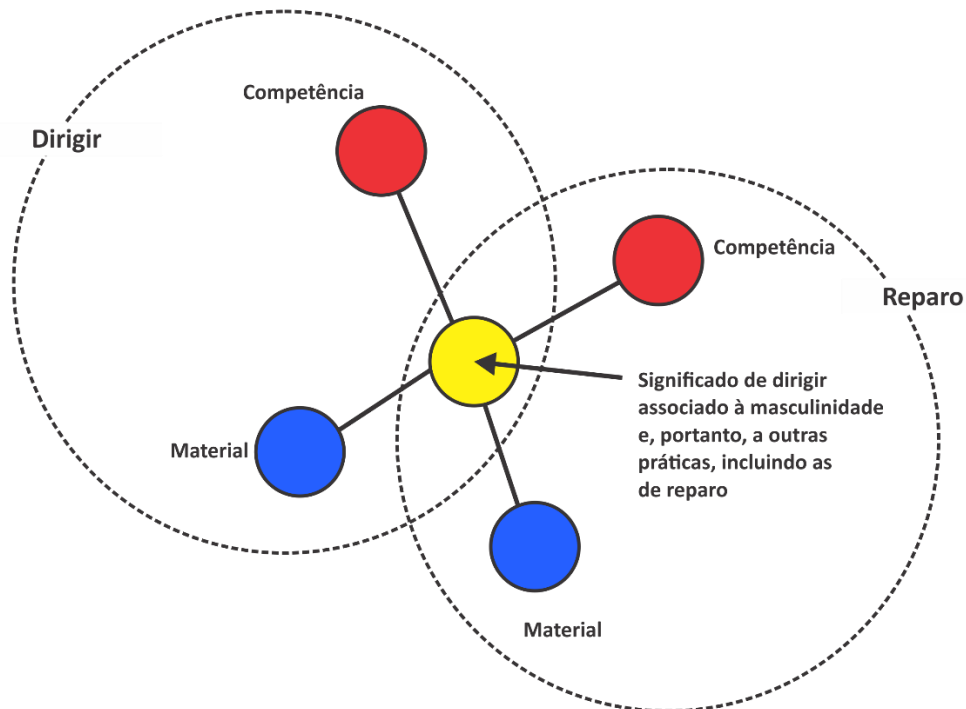 Competência
Dirigir
Competência
Reparo
Significado de dirigir
associado à masculinidade
e, portanto, a outras
práticas, incluindo as
de reparo
Material
Material